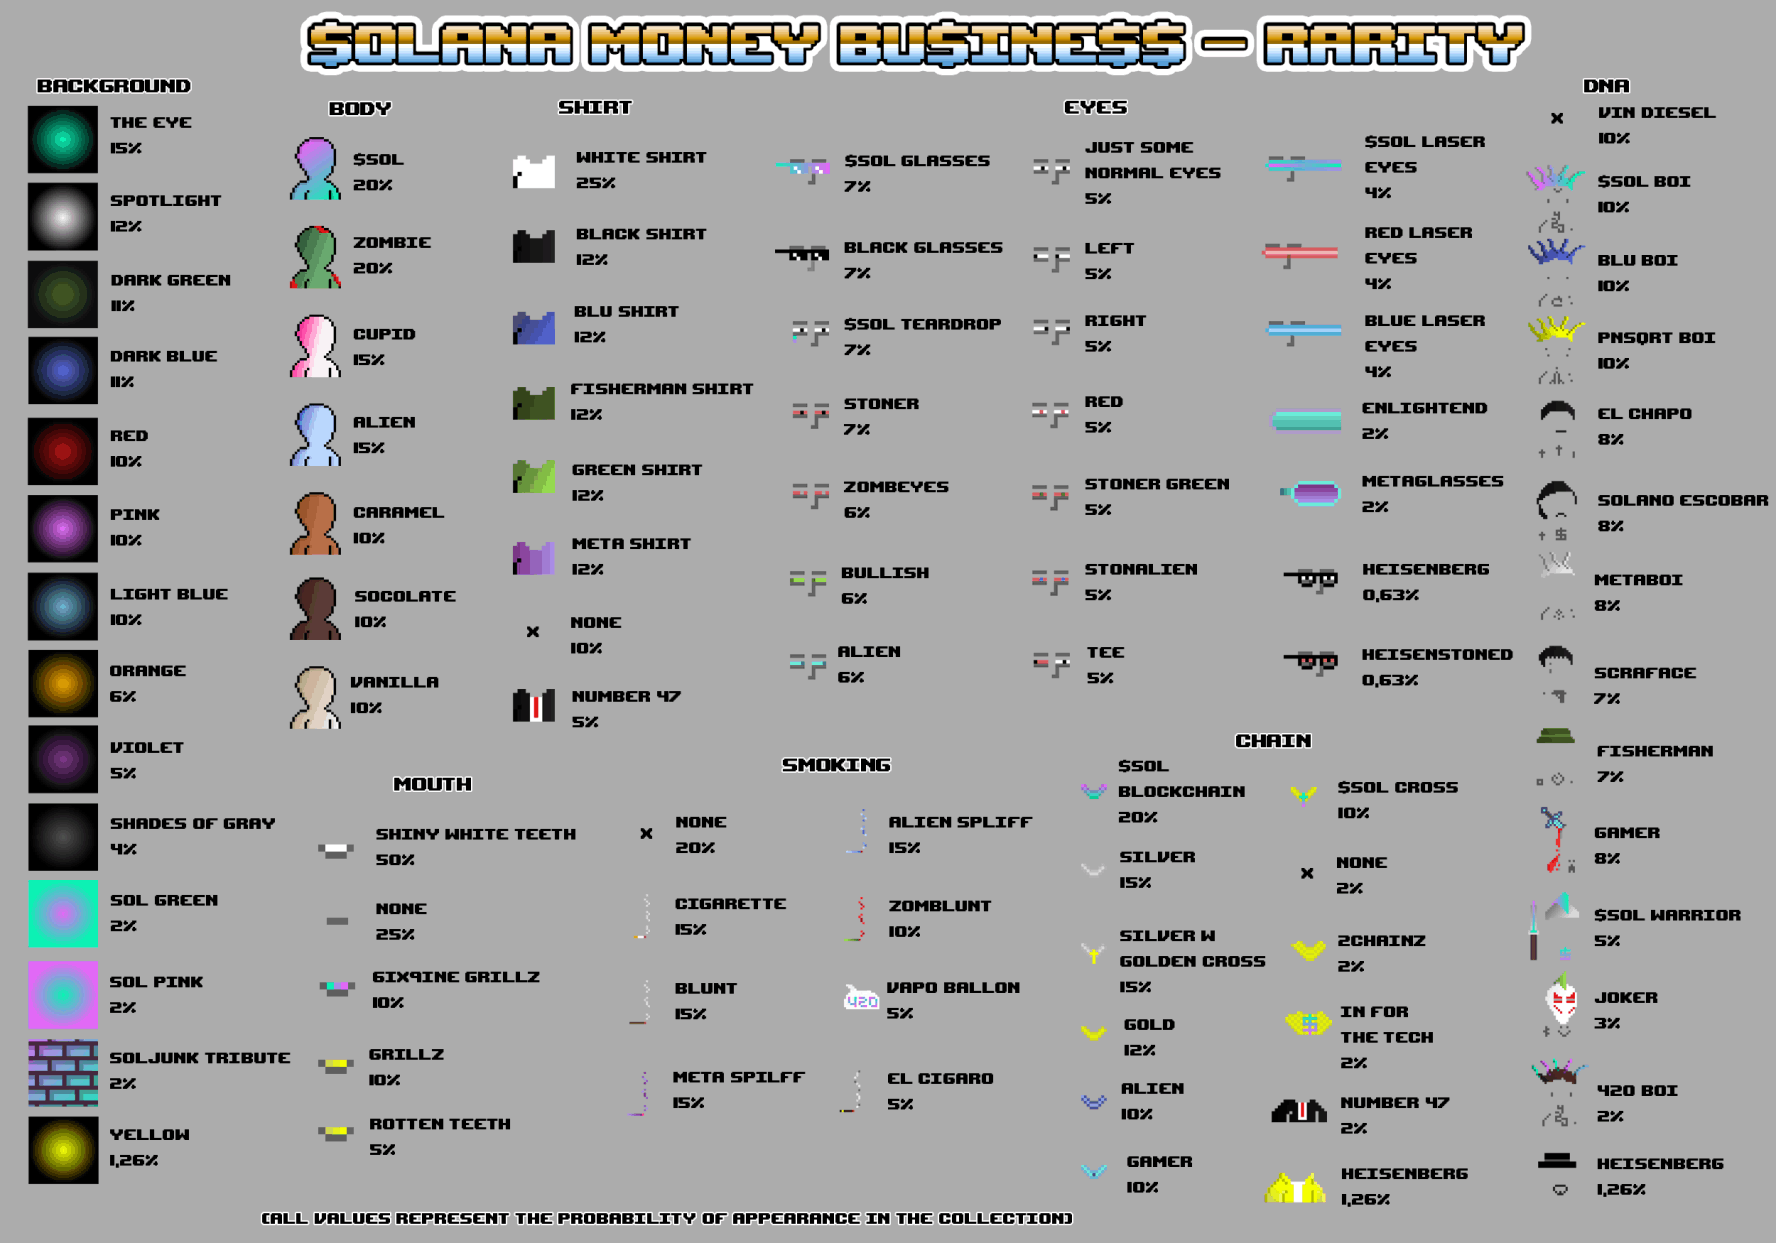 $OLANA MONEY BU$INE$$ - RARITY
BACKGROUND
THE EYE
15%
SPOTLIGHT
12%
DARK GREEN
11%
DARK BLUE
11%
RED
10%
PINK
10%
LIGHT BLUE
10%
ORANGE
6%
VIOLET
5%
SHADES OF GRAY
4%
SOL GREEN
2%
SOL PINK
2%
SOLJUNK TRIBUTE
2%
YELLOW
1,26%
BODY
$SOL
20%
ZOMBIE
20%
CUPID
15%
ALIEN
15%
CARAMEL
10%
SOCOLATE
10%
VANILLA
10%
SHIRT
WHITE SHIRT
25%
BLACK SHIRT
12%
BLU SHIRT
12%
FISHERMAN SHIRT
12%
GREEN SHIRT
12%
META SHIRT
12%
NONE
10%
NUMBER 47
5%
EYES
$SOL GLASSES
7%
BLACK GLASSES
7%
$SOL TEARDROP
7%
STONER
7%
ZOMBEYES
6%
BULLISH
6%
ALIEN
6%
JUST SOME
NORMAL EYES
5%
LEFT
5%
RIGHT
5%
RED
5%
STONER GREEN
5%
STONALIEN
5%
TEE
5%
$SOL LASER
EYES
4%
RED LASER
EYES
4%
BLUE LASER
EYES
4%
ENLIGHTEND
2%
METAGLASSES
2%
HEISENBERG
0,63%
HEISENSTONED
0,63%
MOUTH
SHINY WHITE TEETH
50%
NONE
25%
6IX9INE GRILLZ
10%
GRILLZ
10%
ROTTEN TEETH
5%
SMOKING
NONE
20%
CIGARETTE
15%
BLUNT
15%
META SPILFF
15%
ALIEN SPLIFF
15%
ZOMBLUNT
10%
420
VAPO BALLON
5%
EL CIGARO
5%
CHAIN
$SOL
BLOCKCHAIN
20%
SILVER
15%
SILVER W
GOLDEN CROSS
15%
GOLD
12%
ALIEN
10%
GAMER
10%
$SOL CROSS
10%
NONE
2%
2CHAINZ
2%
IN FOR
THE TECH
2%
NUMBER 47
2%
HEISENBERG
1,26%
DNA
VIN DIESEL
10%
$SOL BOI
10%
BLU BOI
10%
PNSQRT BOI
10%
EL CHAPO
8%
SOLANO ESCOBAR
8%
METABOI
8%
SCRAFACE
7%
FISHERMAN
7%
GAMER
8%
$SOL WARRIOR
5%
JOKER
3%
420 BOI
2%
HEISENBERG
1,26%
(ALL VALUES REPRESENT THE PROBABILITY OF APPEARANCE IN THE COLLECTION)